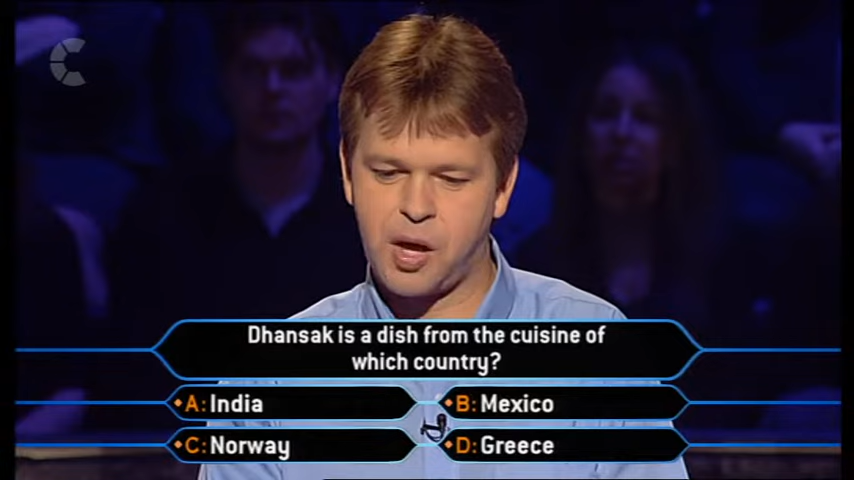 Dhansak is a dish from the cuisine of
which country?
A: India
B: Mexico
C: Norway
D: Greece